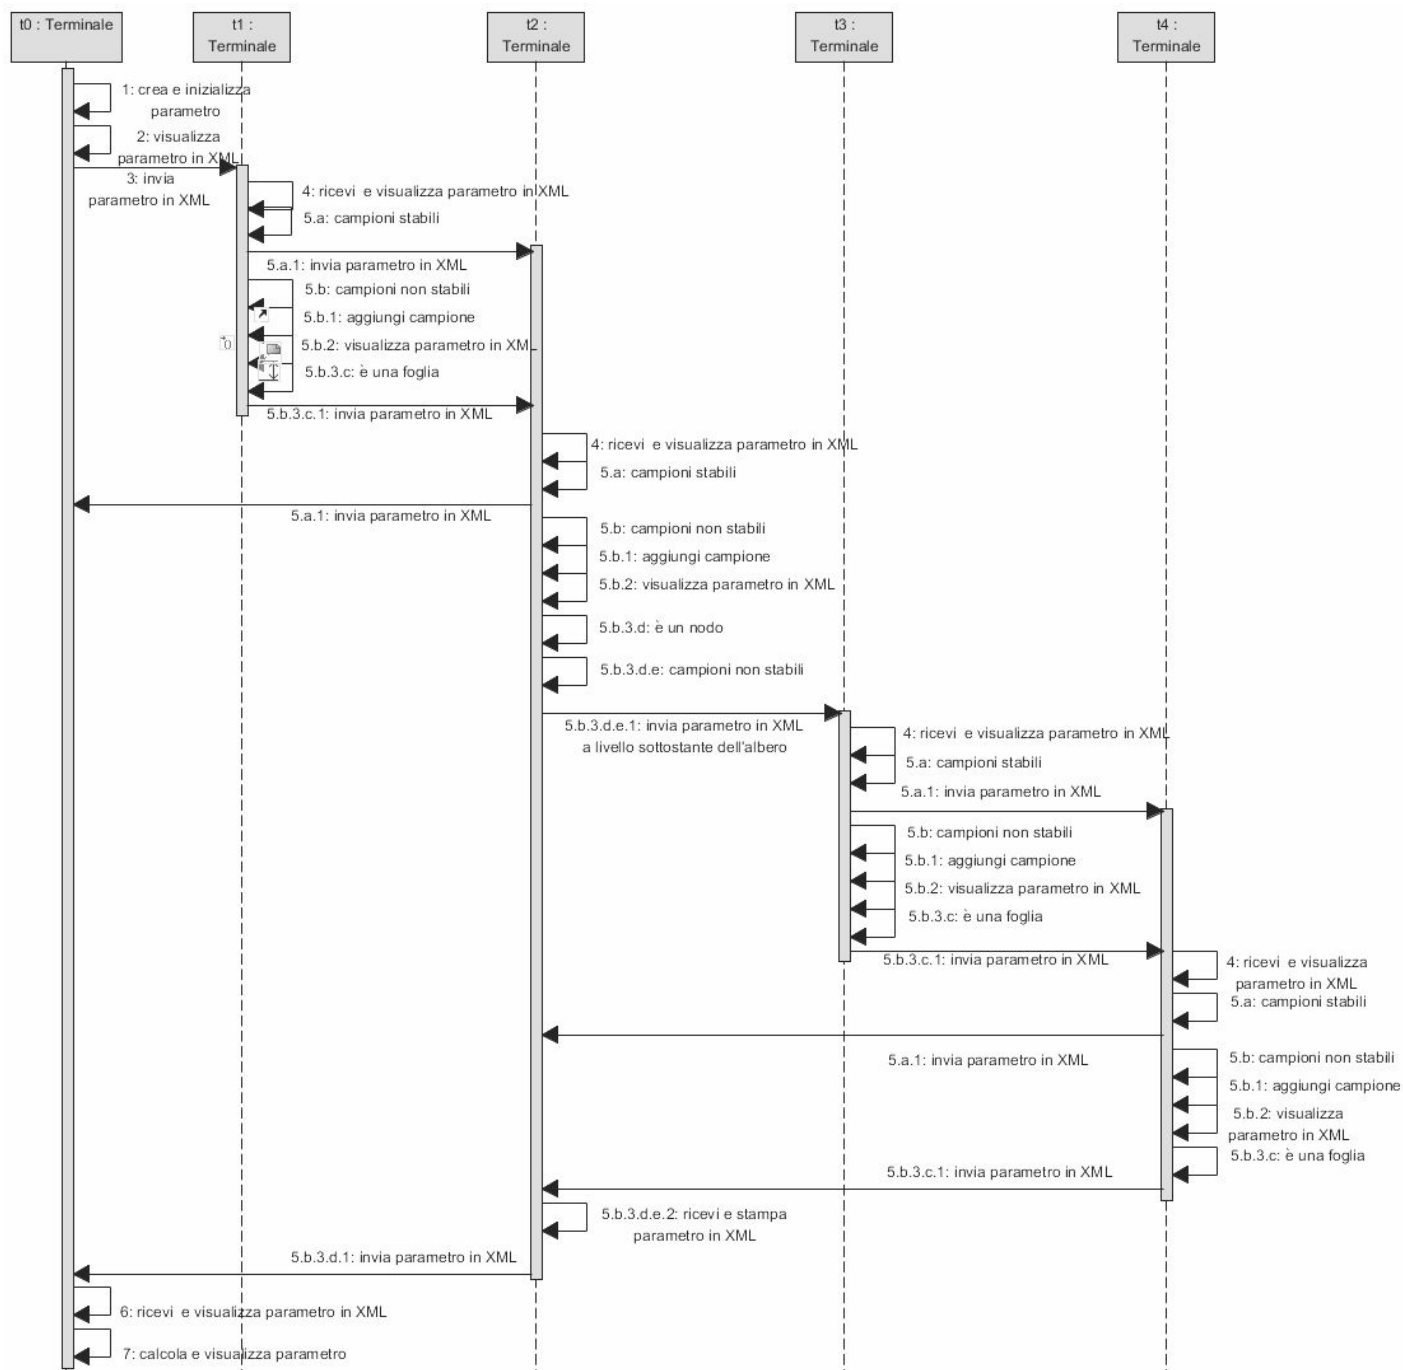 t0 : Terminale
t1 :
Terminale
t2 :
Terminale
t3 :
Terminale
t4 :
Terminale
1: crea e inizializza
parametro
2: visualizza
parametro in XML
3: invia
parametro in XML
4: ricevi e visualizza parametro in XML
5.a: campioni stabili
5.a.1: invia parametro in XML
5.b: campioni non stabili
5.b.1: aggiungi campione
5.b.2: visualizza parametro in XML
5.b.3.c: è una foglia
5.b.3.c.1: invia parametro in XML
4: ricevi e visualizza parametro in XML
5.a: campioni stabili
5.a.1: invia parametro in XML
5.b: campioni non stabili
5.b.1: aggiungi campione
5.b.2: visualizza parametro in XML
5.b.3.d: è un nodo
5.b.3.d.e: campioni non stabili
5.b.3.d.e.1: invia parametro in XML
a livello sottostante dell'albero
4: ricevi e visualizza parametro in XML
5.a: campioni stabili
5.a.1: invia parametro in XML
5.b: campioni non stabili
5.b.1: aggiungi campione
5.b.2: visualizza parametro in XML
5.b.3.c: è una foglia
5.b.3.c.1: invia parametro in XML
4: ricevi e visualizza
parametro in XML
5.a: campioni stabili
5.a.1: invia parametro in XML
5.b: campioni non stabili
5.b.1: aggiungi campione
5.b.2: visualizza
parametro in XML
5.b.3.c: è una foglia
5.b.3.c.1: invia parametro in XML
5.b.3.d.e.2: ricevi e stampa
parametro in XML
5.b.3.d.1: invia parametro in XML
6: ricevi e visualizza parametro in XML
7: calcola e visualizza parametro